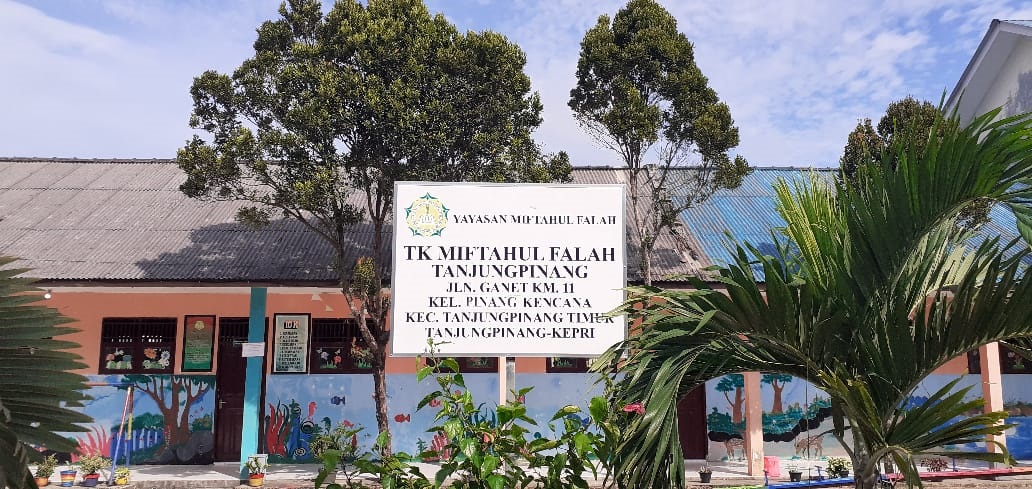 YAYASAN MIFTAHUL FALAH
TK MIFTAHUL FALAH
TANJUNGPINANG
JLN. GANET KM. 11
KEL. PINANG KENCANA
KEC. TANJUNGPINANG TIMUR
TANJUNGPINANG-KEPRI